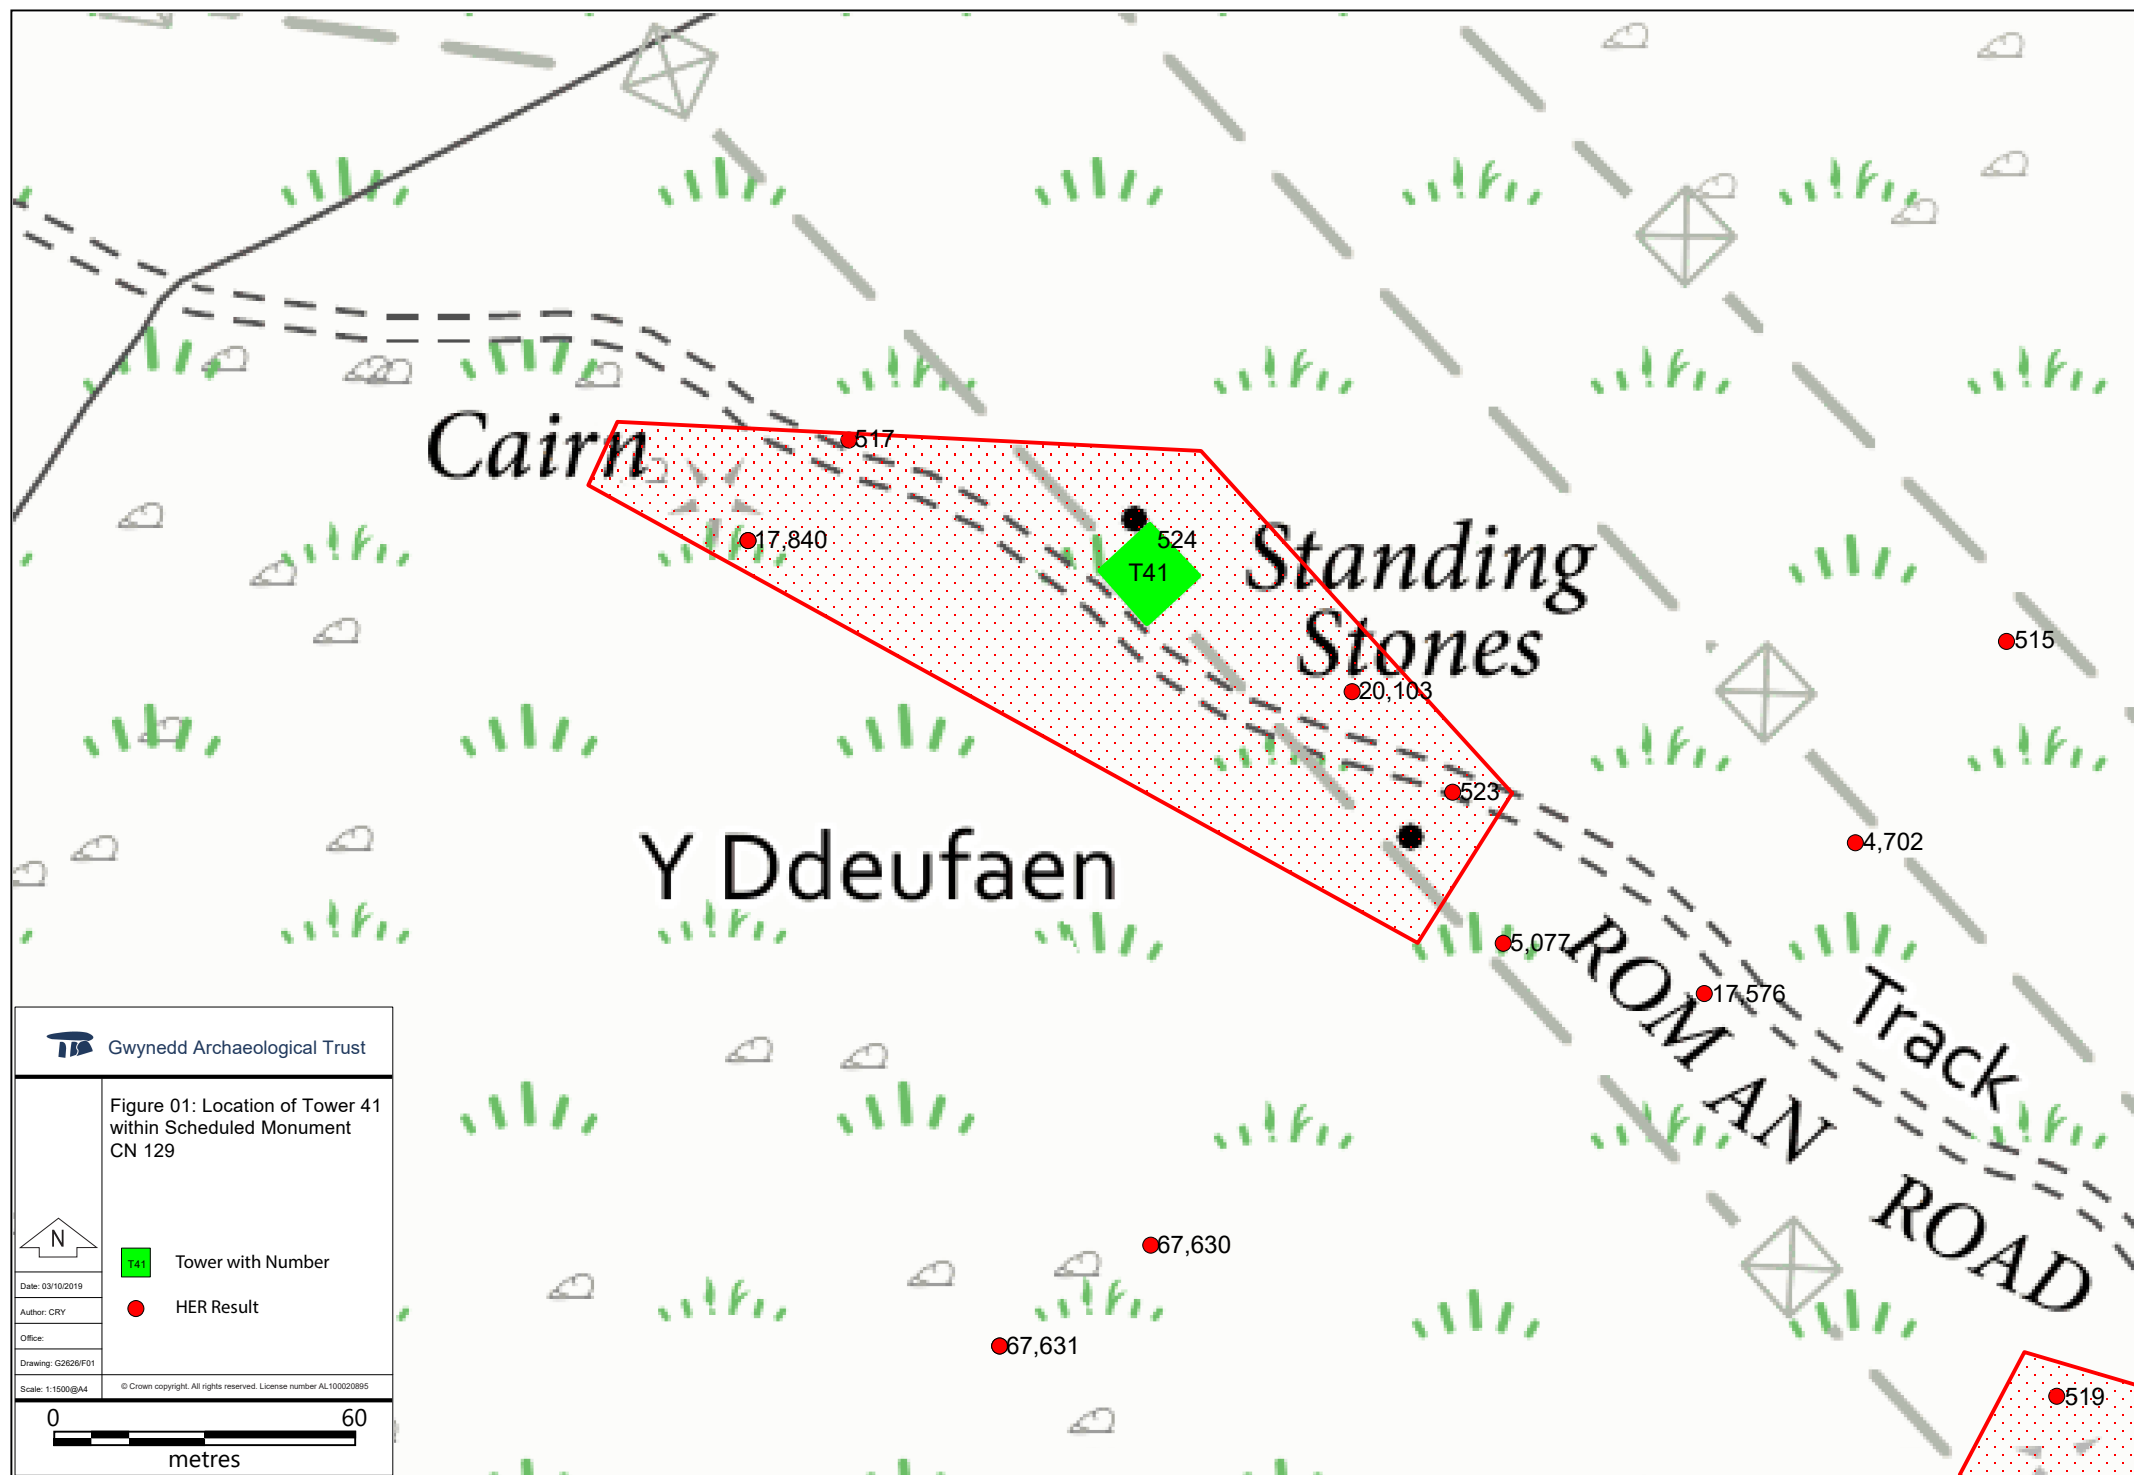 Cairn
517
17,840
524
T41
Standing
Stones
515
20,103
523
4,702
Y Ddeufaen
5,077
17,576
ROMAN ROAD
Track
67,630
67,631
519
Gwynedd Archaeological Trust
Figure 01: Location of Tower 41
within Scheduled Monument
CN 129
N
T41 Tower with Number
HER Result
Date: 03/10/2019
Author: CRY
Office:
Drawing: G2626/F01
Scale: 1:1500@A4
© Crown copyright. All rights reserved. License number AL100020895
0 60
metres